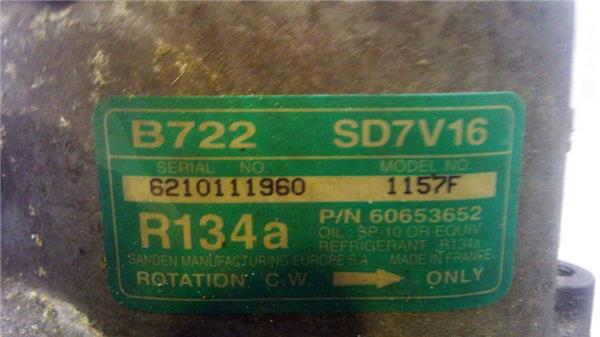 B722 SD7V16
SERIAL NO MODEL NO
6210111960 1157F
R134a P/N 60653652
OIL SP-10 OR EQUIV
REFRIGERANT R134a
SANDEN MANUFACTURING EUROPE S.A. MADE IN FRANCE
ROTATION C.W. ONLY